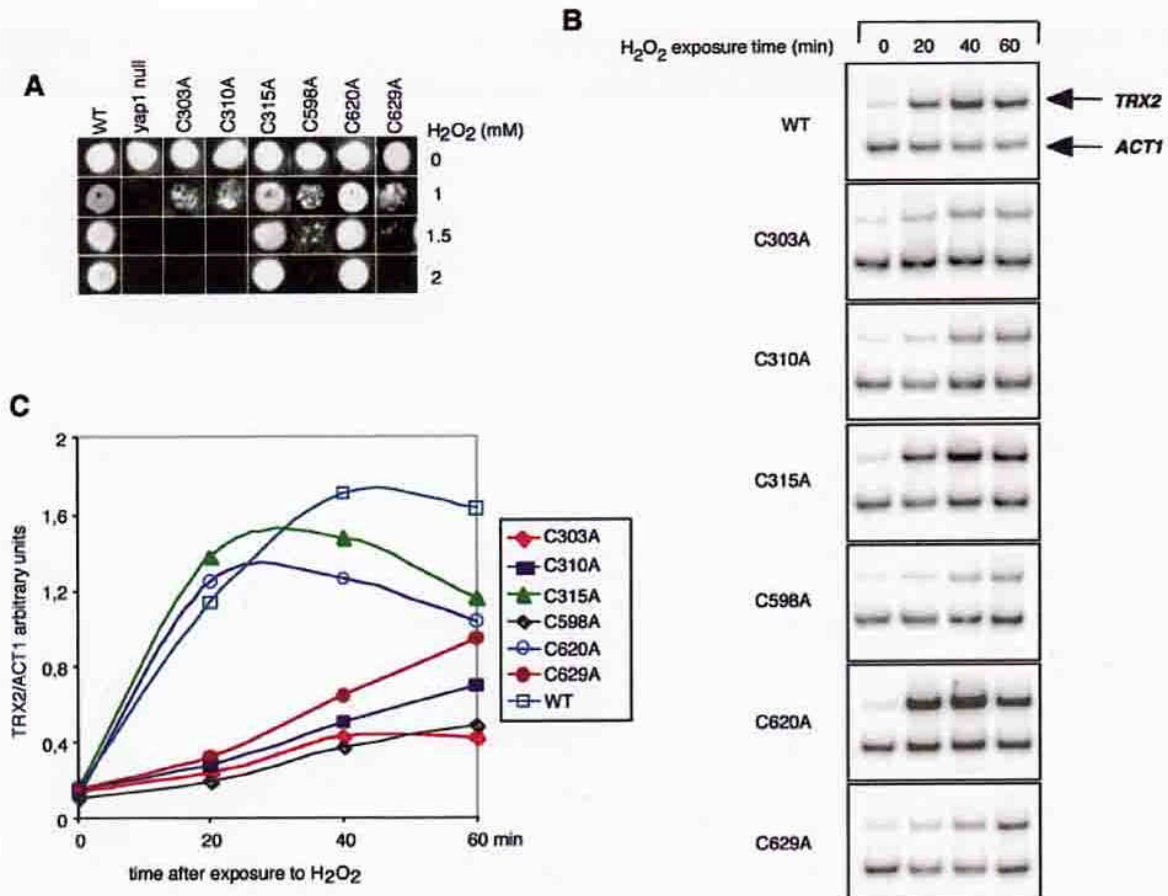 A
WT
yap1 null
C303A
C310A
C315A
C598A
C620A
C629A
H2O2 (mM)
0
1
1.5
2
B
H2O2 exposure time (min)
0 20 40 60
WT
TRX2
ACT1
C303A
C310A
C315A
C598A
C620A
C629A
C
TRX2/ACT1 arbitrary units
2
1,6
1,2
0,8
0,4
0
0 20 40 60 min
time after exposure to H2O2
C303A
C310A
C315A
C598A
C620A
C629A
WT